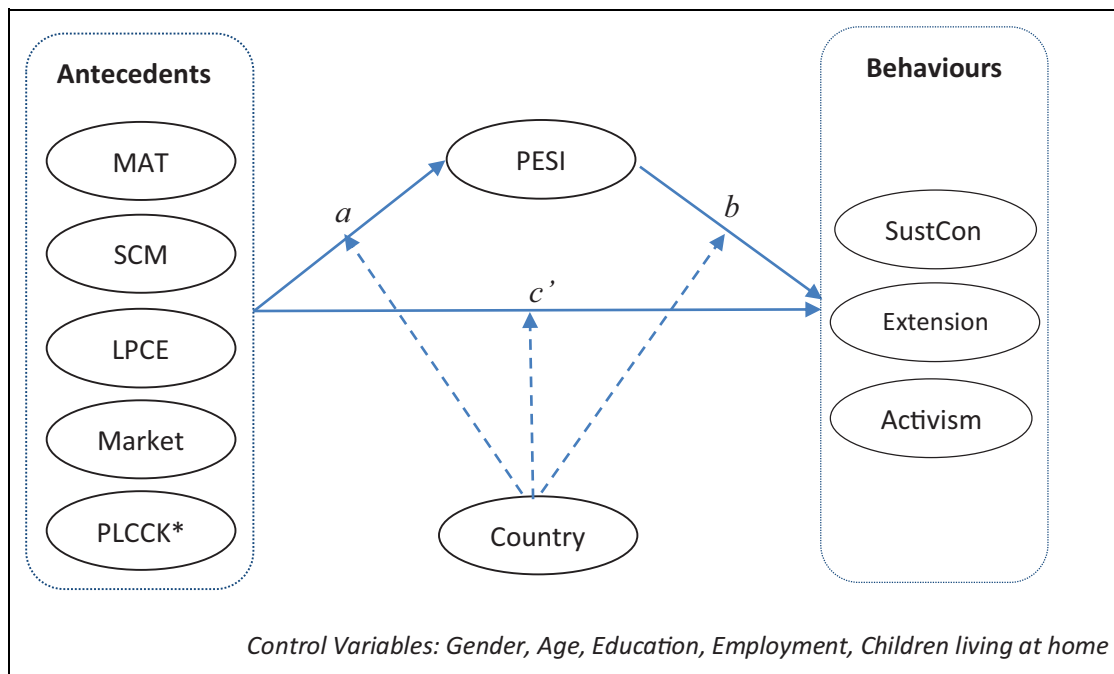 Antecedents
MAT
SCM
LPCE
Market
PLCCK*
PESI
a
b
c’
Country
Behaviours
SustCon
Extension
Activism
Control Variables: Gender, Age, Education, Employment, Children living at home